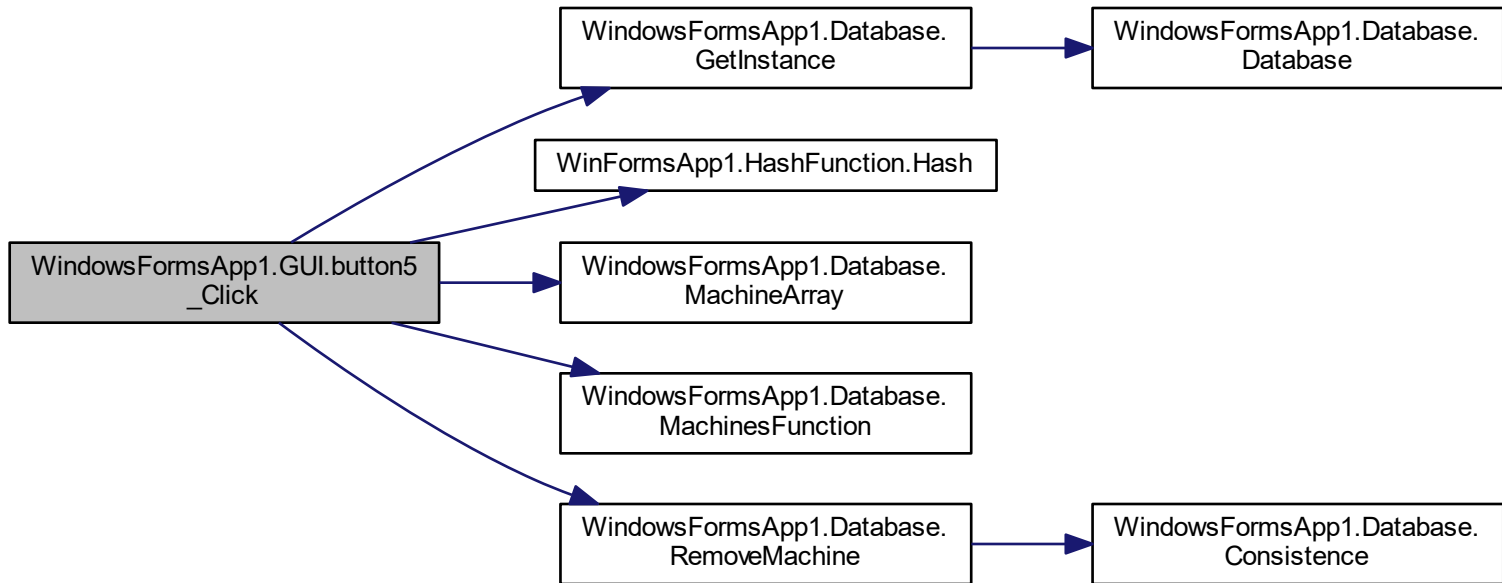 WindowsFormsApp1.GUI.button5
_Click
WindowsFormsApp1.Database.
GetInstance
WindowsFormsApp1.Database.
Database
WinFormsApp1.HashFunction.Hash
WindowsFormsApp1.Database.
MachineArray
WindowsFormsApp1.Database.
MachinesFunction
WindowsFormsApp1.Database.
RemoveMachine
WindowsFormsApp1.Database.
Consistence